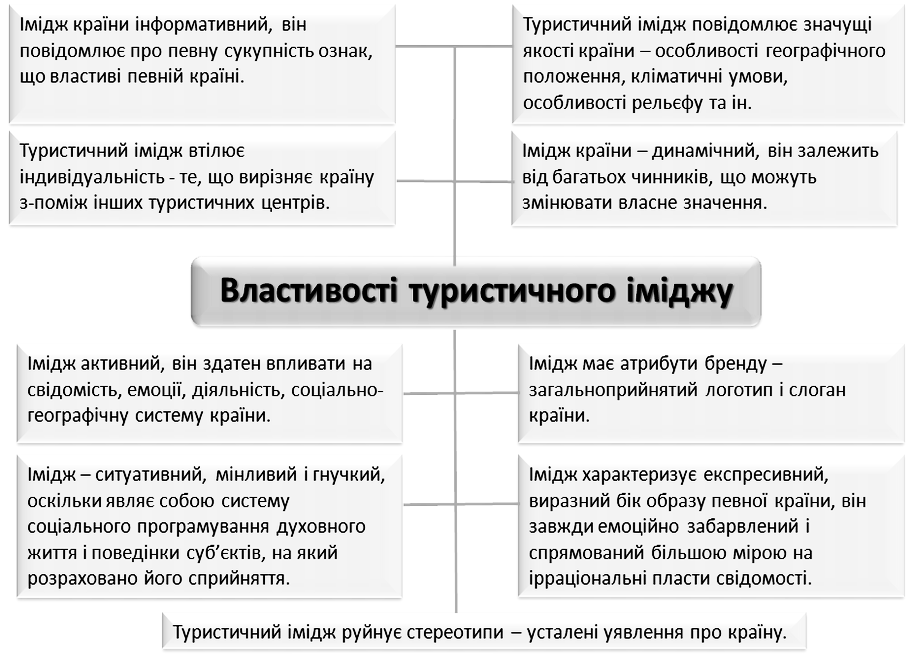 Імідж країни інформативний, він
повідомлює про певну сукупність ознак,
що властиві певній країні.
Туристичний імідж повідомлює значущі
якості країни – особливості географічного
положення, кліматичні умови,
особливості рельєфу та ін.
Туристичний імідж втілює
індивідуальність - те, що вирізняє країну
з-поміж інших туристичних центрів.
Імідж країни – динамічний, він залежить
від багатьох чинників, що можуть
змінювати власне значення.
Властивості туристичного іміджу
Імідж активний, він здатен впливати на
свідомість, емоції, діяльність, соціально-
географічну систему країни.
Імідж має атрибути бренду –
загальноприйнятий логотип і слоган
країни.
Імідж – ситуативний, мінливий і гнучкий,
оскільки являє собою систему
соціального програмування духовного
життя і поведінки суб’єктів, на який
розраховано його сприйняття.
Імідж характеризує експресивний,
виразний бік образу певної країни, він
завжди емоційно забарвлений і
спрямований більшою мірою на
ірраціональні пласти свідомості.
Туристичний імідж руйнує стереотипи – усталені уявлення про країну.